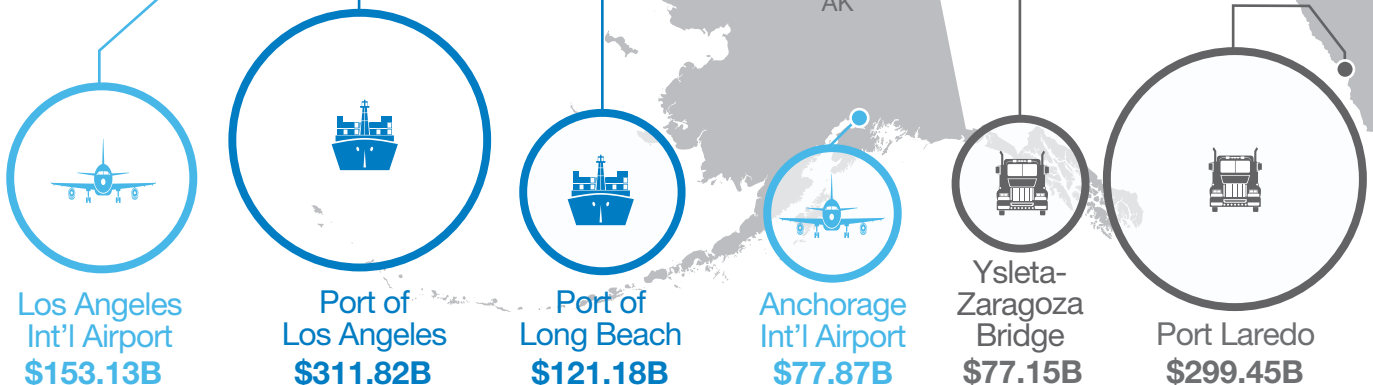 AK
Los Angeles
Int'l Airport
$153.13B
Port of
Los Angeles
$311.82B
Port of
Long Beach
$121.18B
Anchorage
Int'l Airport
$77.87B
Ysleta-
Zaragoza
Bridge
$77.15B
Port Laredo
$299.45B